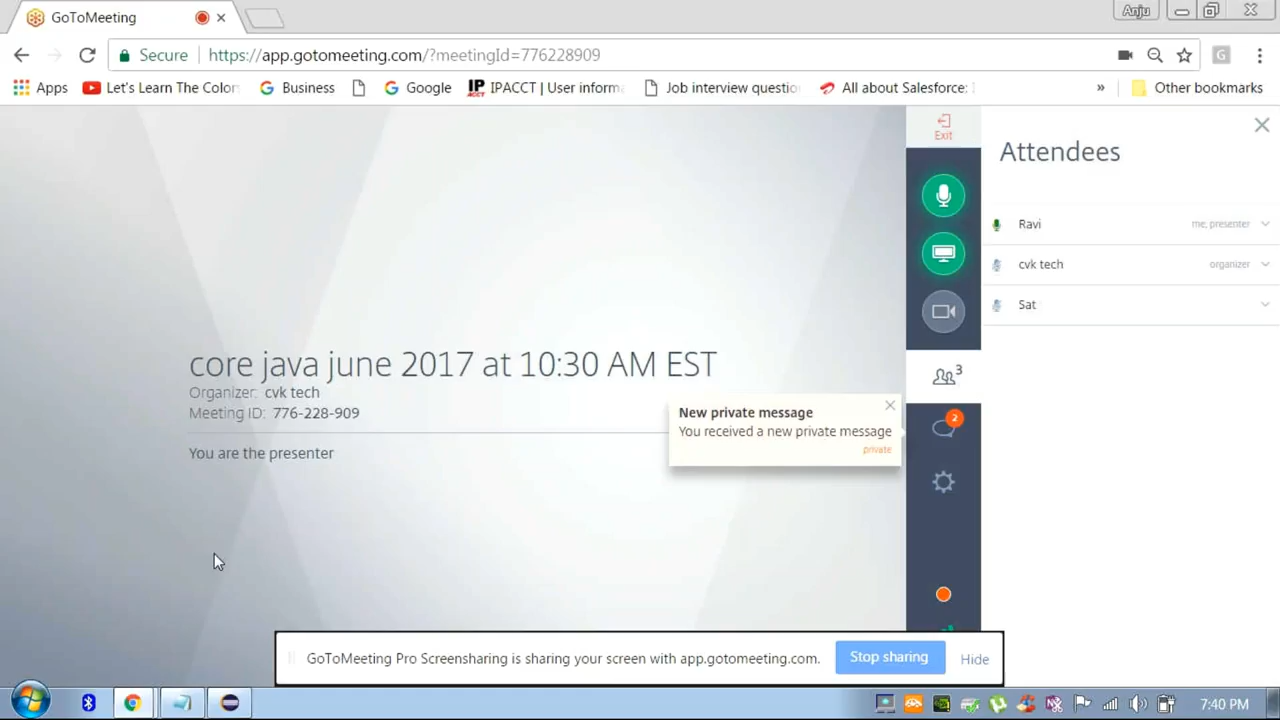 GoToMeeting
Anju
Secure
https://app.gotomeeting.com/?meetingId=776228909
Apps
Let's Learn The Color
Business
Google
IPACCT | User inform
Job interview questio
All about Salesforce:
»
Other bookmarks
Exit
Attendees
Ravi
me, presenter
cvk tech
organizer
Sat
3
core java june 2017 at 10:30 AM EST
Organizer: cvk tech
Meeting ID: 776-228-909
You are the presenter
New private message
You received a new private message
private
2
GoToMeeting Pro Screensharing is sharing your screen with app.gotomeeting.com.
Stop sharing
Hide
7:40 PM